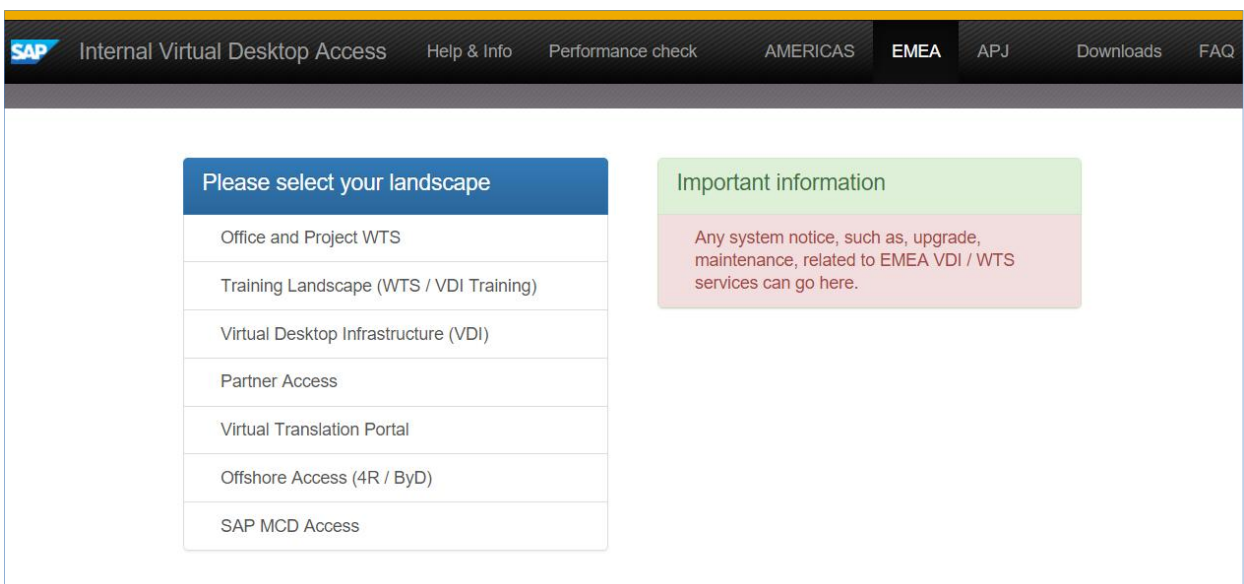 SAP Internal Virtual Desktop Access Help & Info Performance check AMERICAS EMEA APJ Downloads FAQ
Please select your landscape
Office and Project WTS
Training Landscape (WTS / VDI Training)
Virtual Desktop Infrastructure (VDI)
Partner Access
Virtual Translation Portal
Offshore Access (4R / ByD)
SAP MCD Access
Important information
Any system notice, such as, upgrade,
maintenance, related to EMEA VDI / WTS
services can go here.